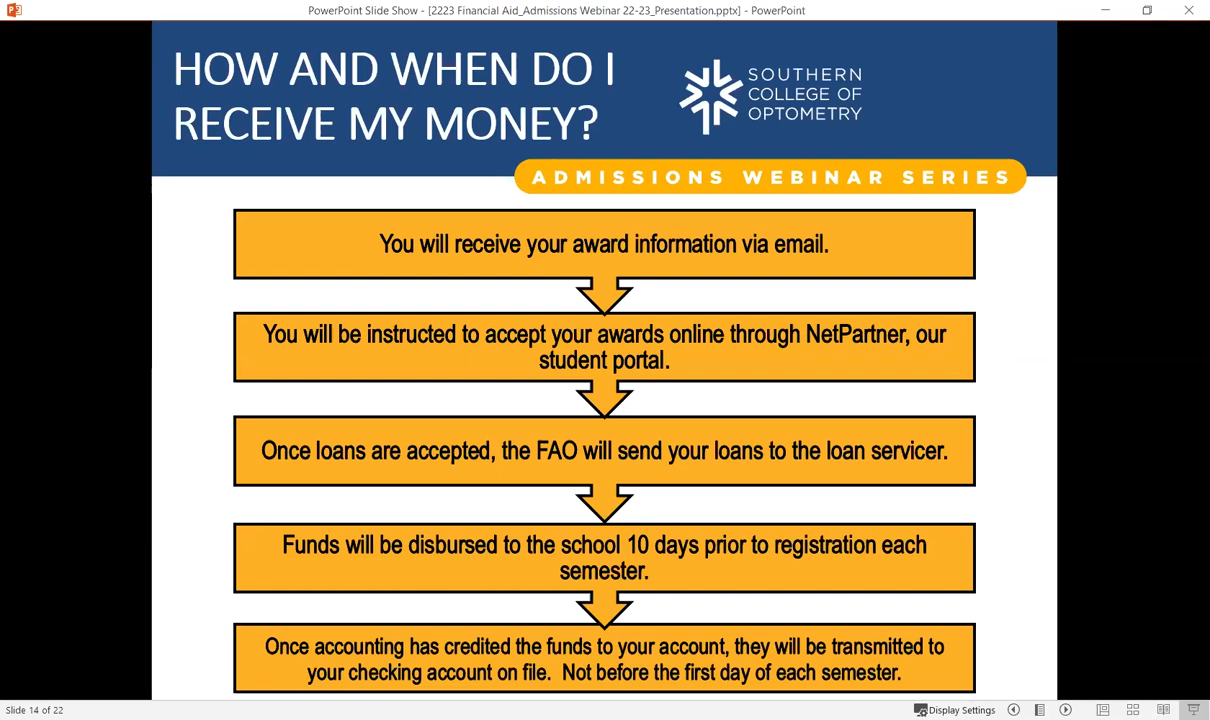 PowerPoint Slide Show - [2223 Financial Aid_Admissions Webinar 22-23_Presentation.pptx] - PowerPoint
HOW AND WHEN DO I
RECEIVE MY MONEY?
SOUTHERN
COLLEGE OF
OPTOMETRY
ADMISSIONS WEBINAR SERIES
You will receive your award information via email.
You will be instructed to accept your awards online through NetPartner, our
student portal.
Once loans are accepted, the FAO will send your loans to the loan servicer.
Funds will be disbursed to the school 10 days prior to registration each
semester.
Once accounting has credited the funds to your account, they will be transmitted to
your checking account on file.  Not before the first day of each semester.
Slide 14 of 22
Display Settings